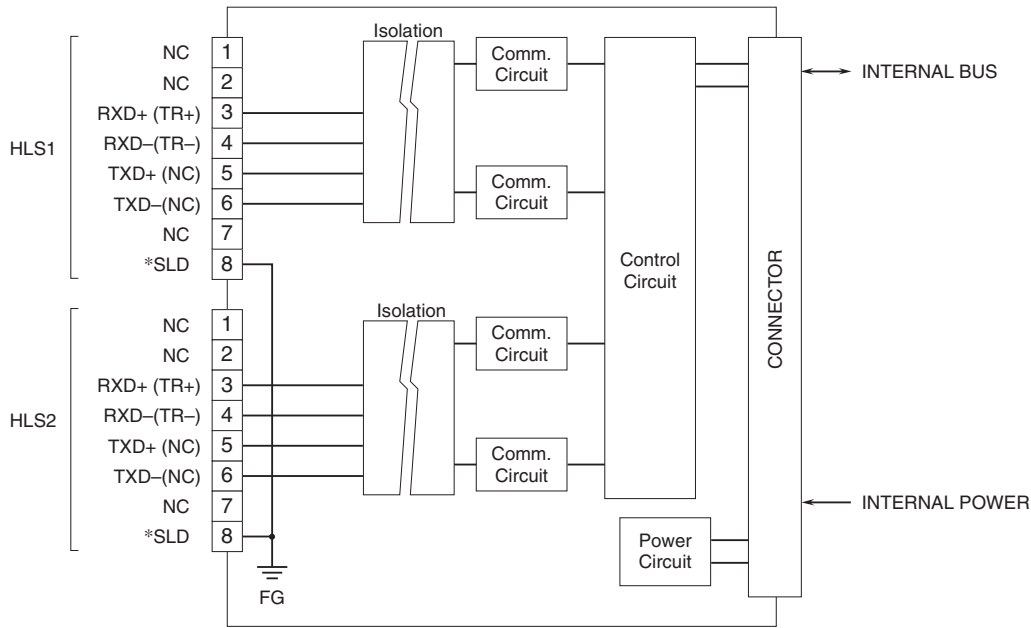 HLS1
NC 1
NC 2
RXD+ (TR+) 3
RXD–(TR–) 4
TXD+ (NC) 5
TXD–(NC) 6
NC 7
*SLD 8
HLS2
NC 1
NC 2
RXD+ (TR+) 3
RXD–(TR–) 4
TXD+ (NC) 5
TXD–(NC) 6
NC 7
*SLD 8
FG
Isolation
Comm.
Circuit
Comm.
Circuit
Isolation
Comm.
Circuit
Comm.
Circuit
Control
Circuit
Power
Circuit
CONNECTOR
INTERNAL BUS
INTERNAL POWER